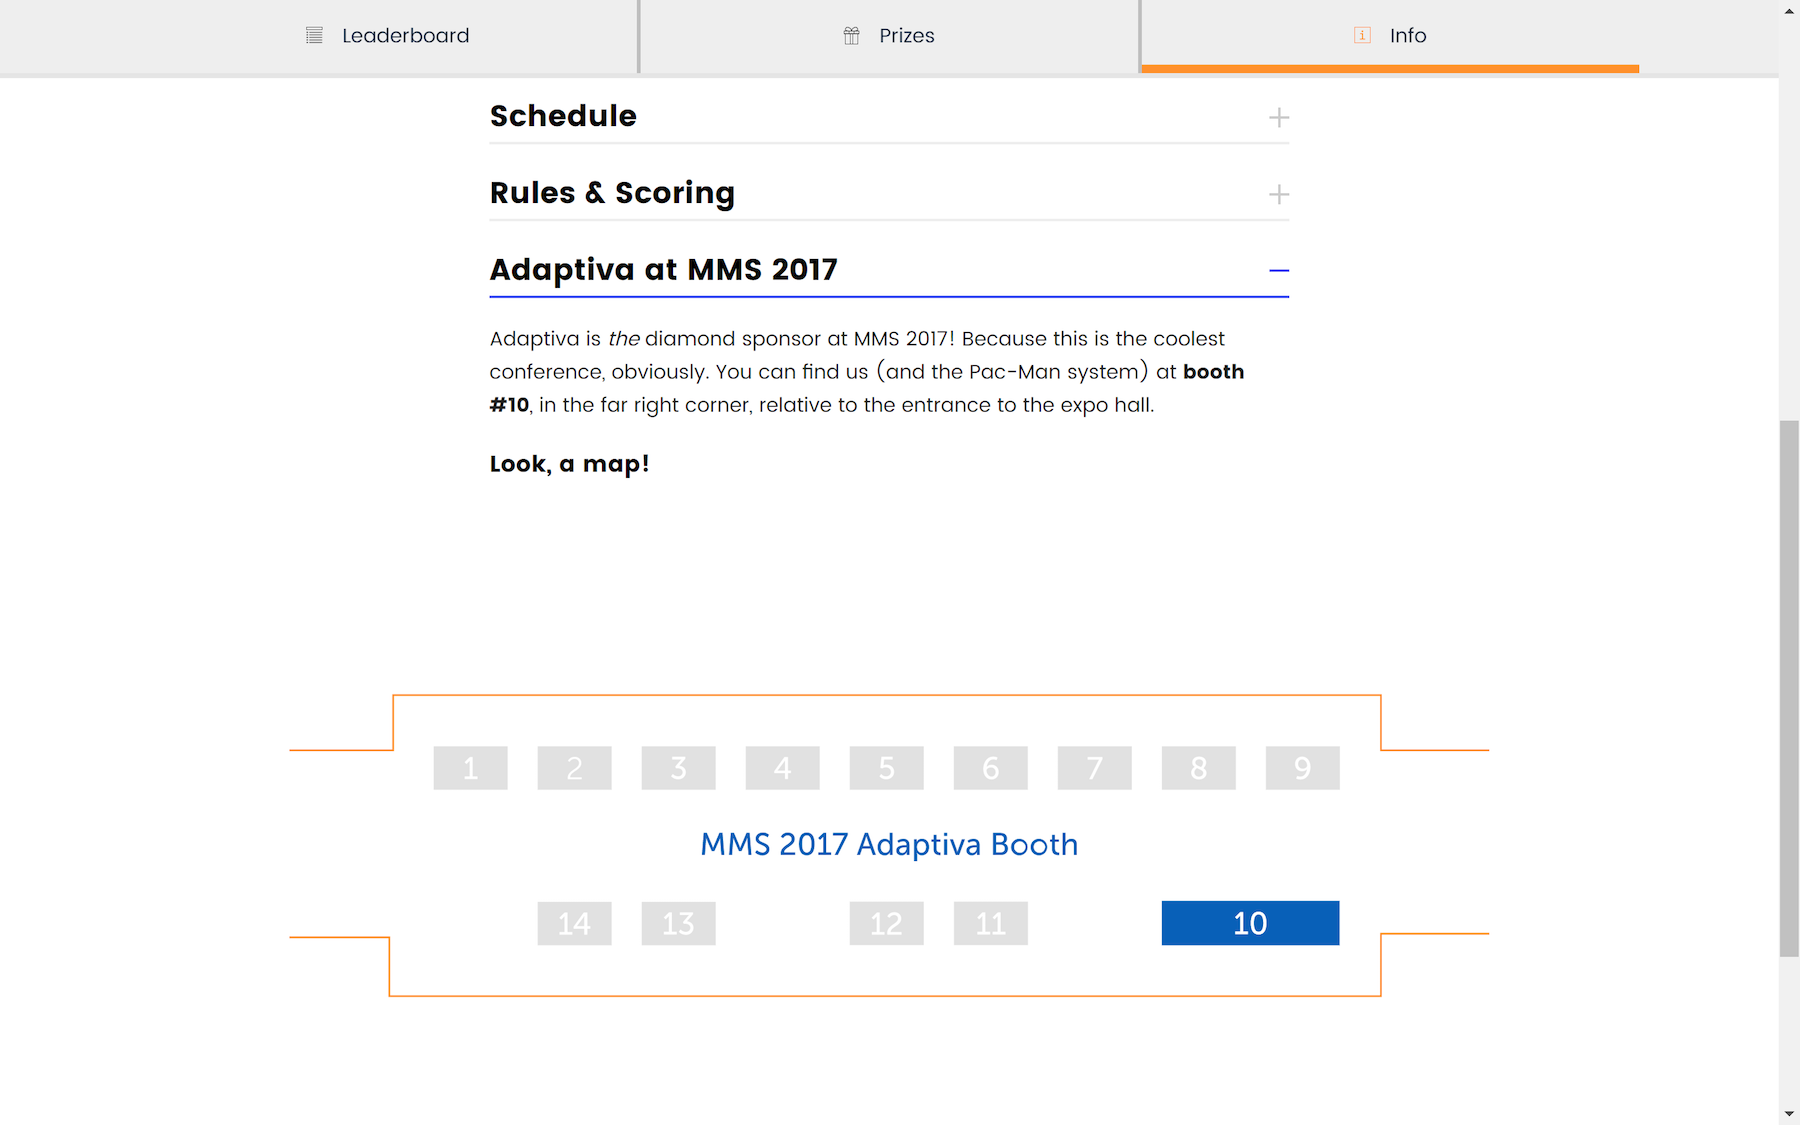 Leaderboard
Prizes
Info
Schedule
Rules & Scoring
Adaptiva at MMS 2017
Adaptiva is the diamond sponsor at MMS 2017! Because this is the coolest
conference, obviously. You can find us (and the Pac-Man system) at booth
#10, in the far right corner, relative to the entrance to the expo hall.
Look, a map!
1 2 3 4 5 6 7 8 9
MMS 2017 Adaptiva Booth
14 13 12 11 10